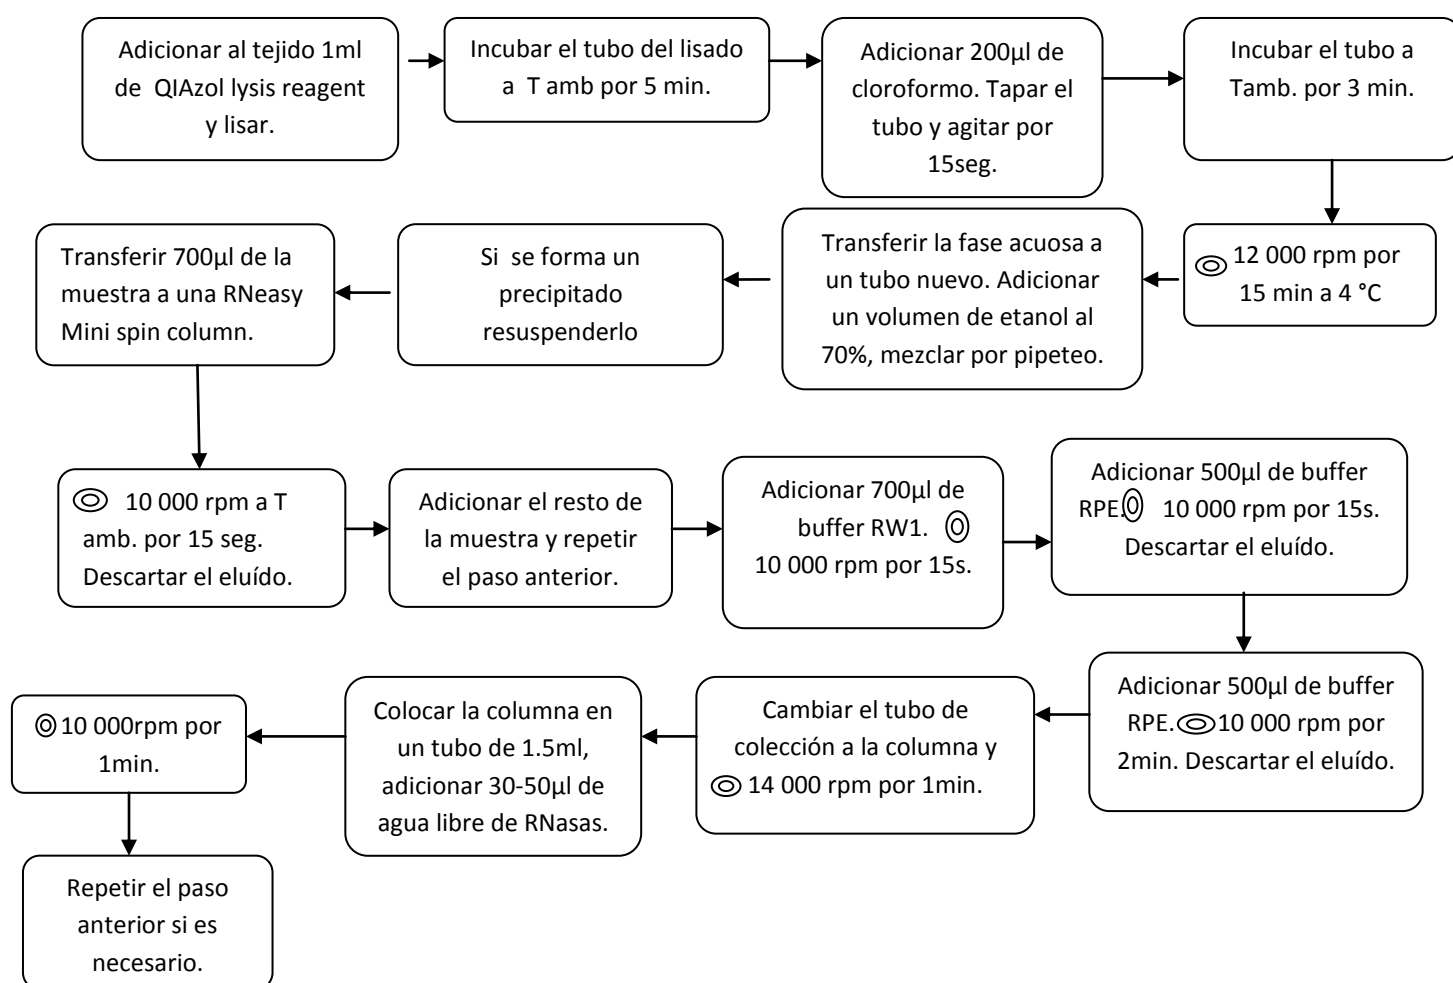 Adicionar al tejido 1ml
de QIAzol lysis reagent
y lisar.
Incubar el tubo del lisado
a T amb por 5 min.
Adicionar 200µl de
cloroformo. Tapar el
tubo y agitar por
15seg.
Incubar el tubo a
Tamb. por 3 min.
12 000 rpm por
15 min a 4 °C
Transferir la fase acuosa a
un tubo nuevo. Adicionar
un volumen de etanol al
70%, mezclar por pipeteo.
Si se forma un
precipitado
resuspenderlo
Transferir 700µl de la
muestra a una RNeasy
Mini spin column.
10 000 rpm a T
amb. por 15 seg.
Descartar el eluído.
Adicionar el resto de
la muestra y repetir
el paso anterior.
Adicionar 700µl de
buffer RW1.
10 000 rpm por 15s.
Adicionar 500µl de buffer
RPE. 10 000 rpm por 15s.
Descartar el eluído.
Adicionar 500µl de buffer
RPE. 10 000 rpm por
2min. Descartar el eluído.
Cambiar el tubo de
colección a la columna y
14 000 rpm por 1min.
Colocar la columna en
un tubo de 1.5ml,
adicionar 30-50µl de
agua libre de RNasas.
10 000rpm por
1min.
Repetir el paso
anterior si es
necesario.